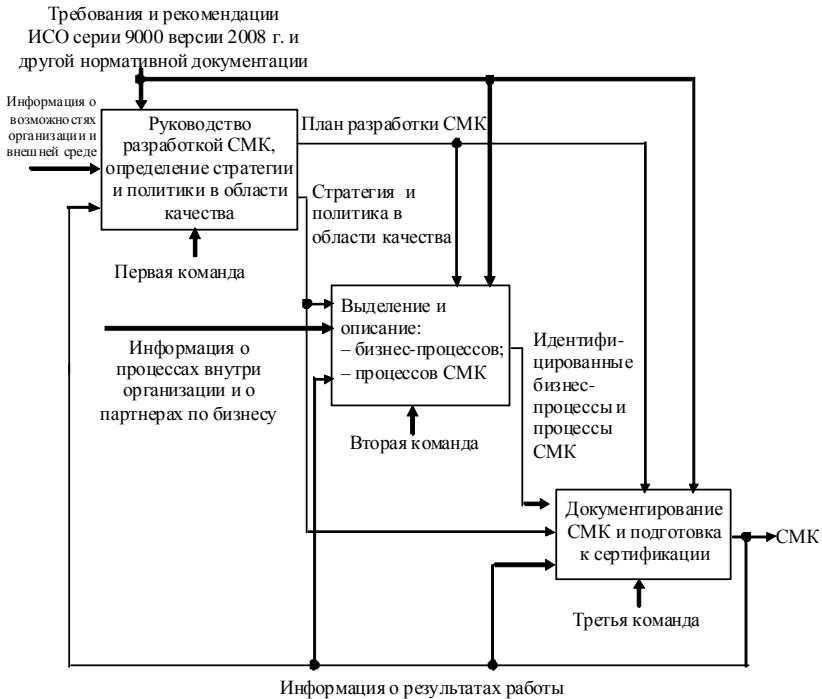 Требования и рекомендации
ИСО серии 9000 версии 2008 г. и
другой нормативной документации
Информация о
возможностях
организации и
внешней среде
Руководство
разработкой СМК,
определение стратегии
и политики в области
качества
План разработки СМК
Стратегия и
политика в
области качества
Первая команда
Выделение и
описание:
– бизнес-процессов;
– процессов СМК
Информация о
процессах внутри
организации и о
партнерах по бизнесу
Идентифи-
цированные
бизнес-
процессы и
процессы
СМК
Вторая команда
Документирование
СМК и подготовка
к сертификации
СМК
Третья команда
Информация о результатах работы